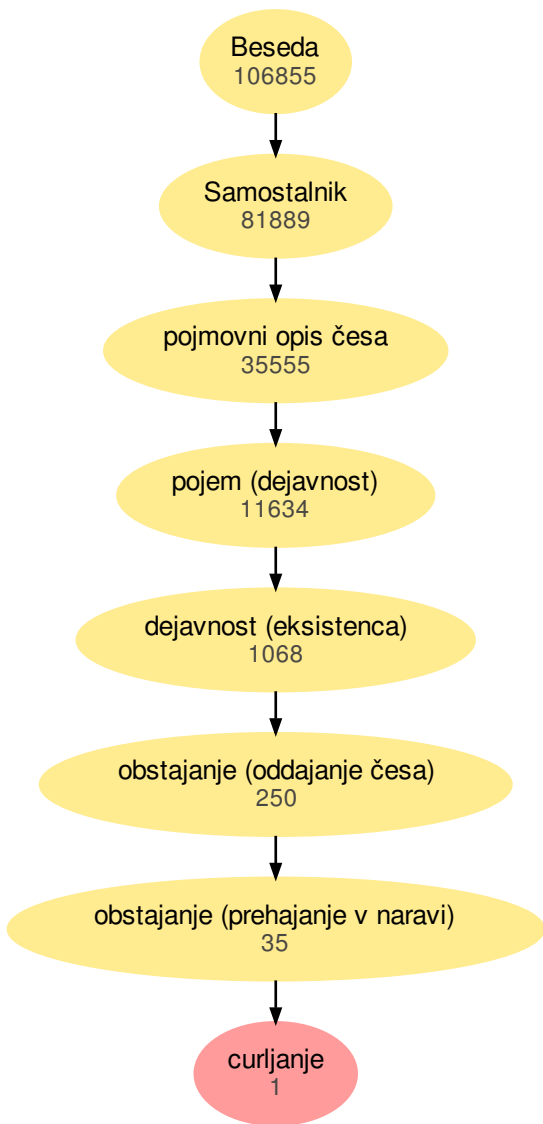 Beseda
106855
Samostalnik
81889
pojmovni opis česa
35555
pojem (dejavnost)
11634
dejavnost (eksistenca)
1068
obstajanje (oddajanje česa)
250
obstajanje (prehajanje v naravi)
35
curljanje
1